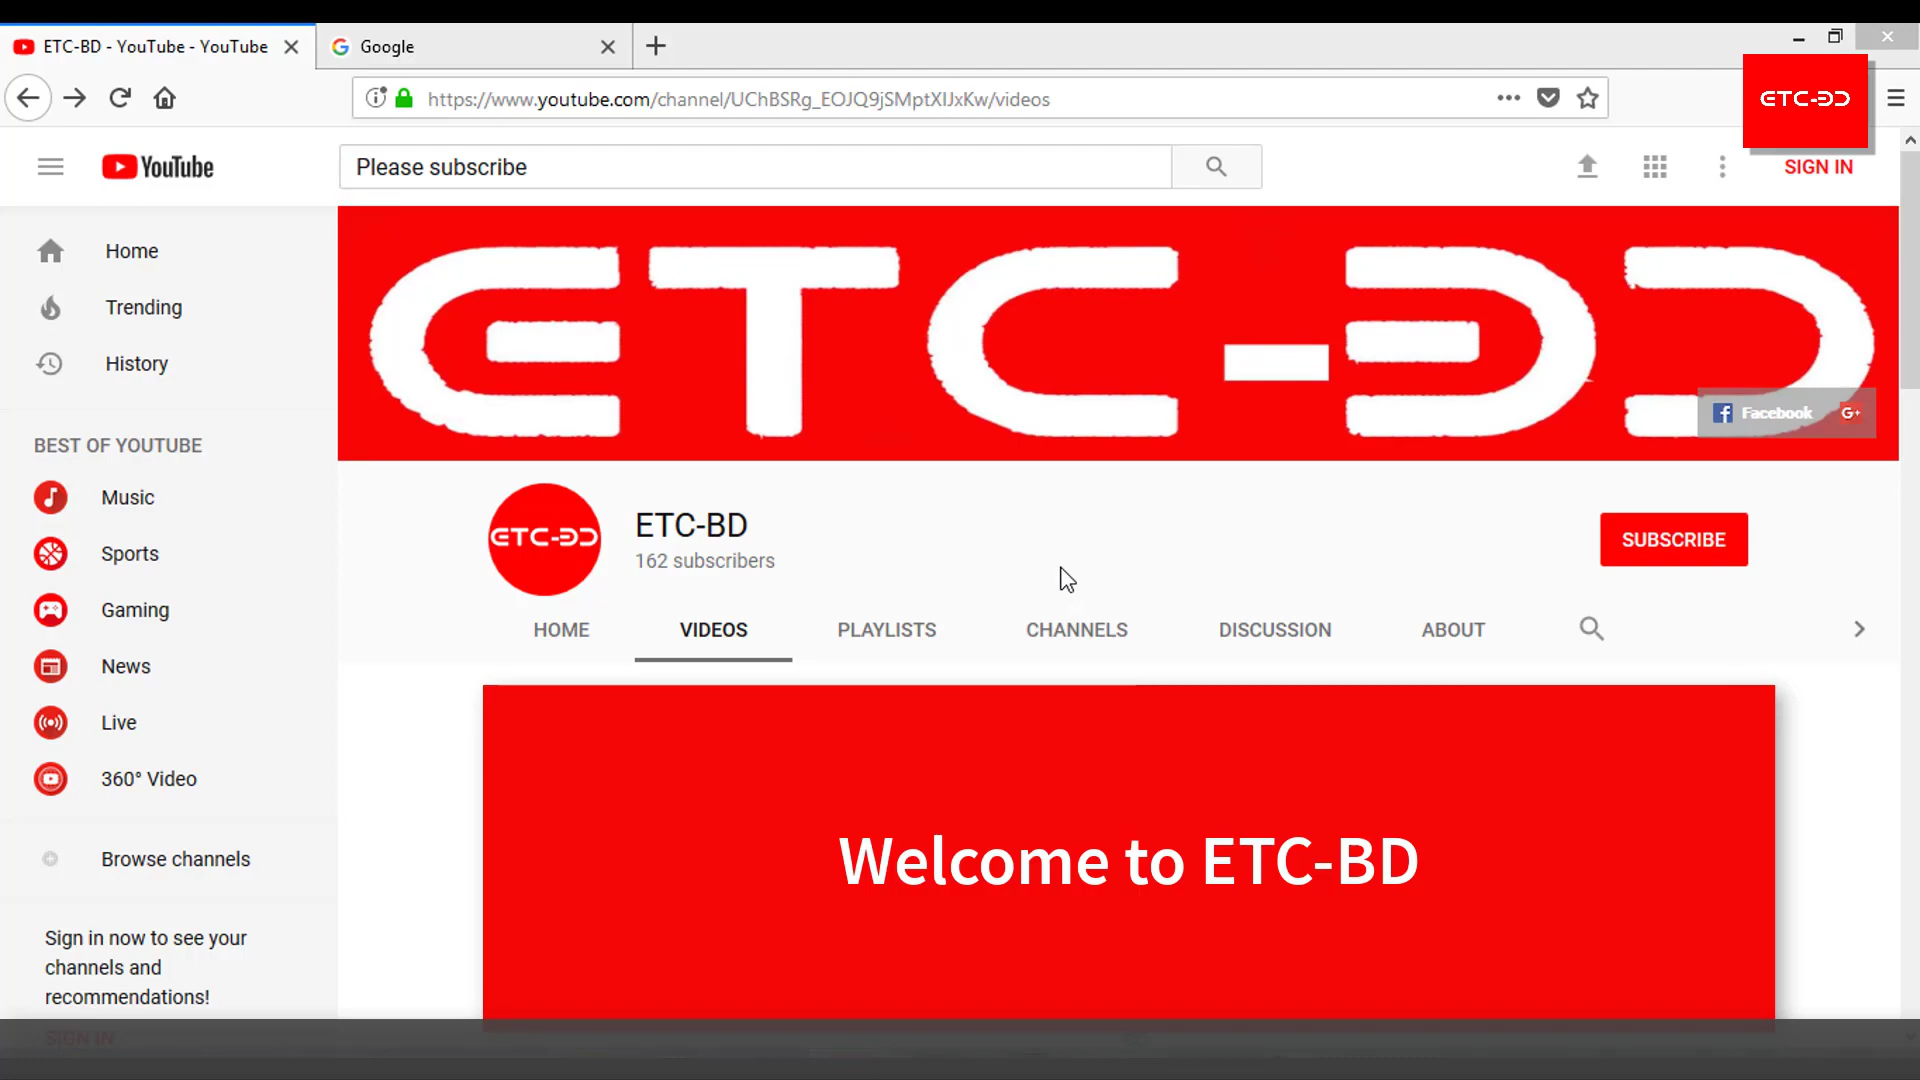 ETC-BD - YouTube - YouTube
Google
https://www.youtube.com/channel/UChBSRg_EOJQ9jSMptXIJxKw/videos
ETC-BD
YouTube
Please subscribe
SIGN IN
Home
Trending
History
BEST OF YOUTUBE
Music
Sports
Gaming
News
Live
360° Video
Browse channels
Sign in now to see your
channels and
recommendations!
SIGN IN
ETC-BD
Facebook
G+
ETC-BD
ETC-BD
162 subscribers
SUBSCRIBE
HOME
VIDEOS
PLAYLISTS
CHANNELS
DISCUSSION
ABOUT
Welcome to ETC-BD